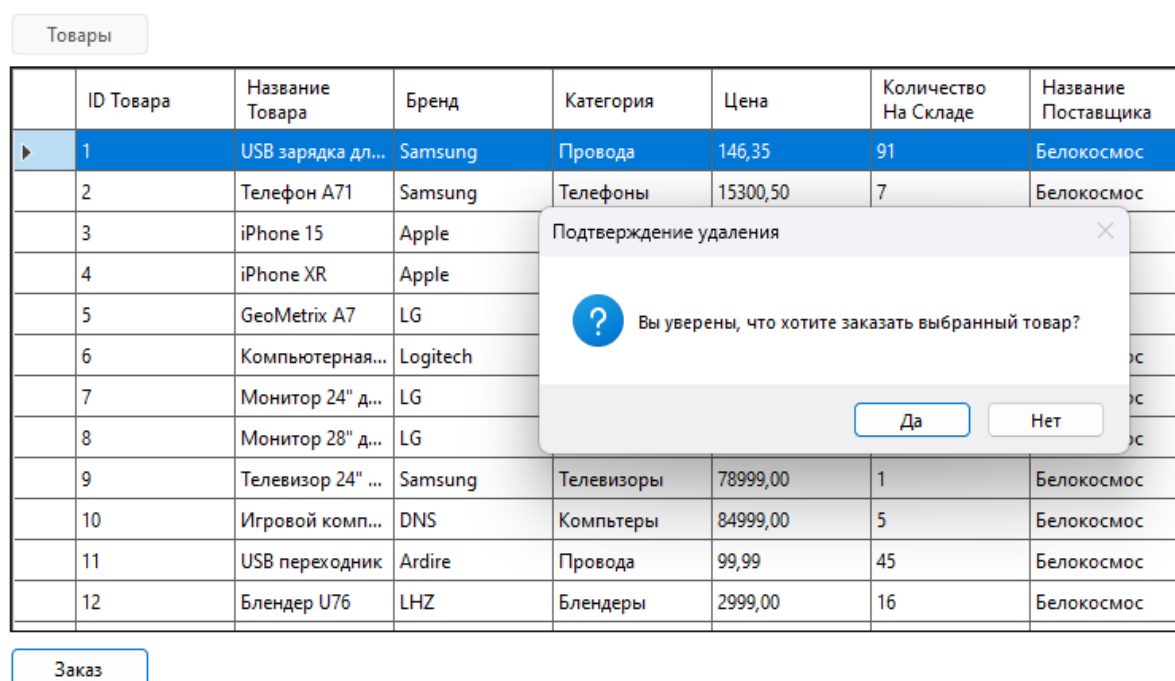 Товары
ID Товара Название Товара Бренд Категория Цена Количество На Складе Название Поставщика
1 USB зарядка дл... Samsung Провода 146,35 91 Белокосмос
2 Телефон A71 Samsung Телефоны 15300,50 7 Белокосмос
3 iPhone 15 Apple
Подтверждение удаления
4 iPhone XR Apple
5 GeoMetrix A7 LG
Вы уверены, что хотите заказать выбранный товар?
6 Компьютерная... Logitech
7 Монитор 24" д... LG
Да Нет
8 Монитор 28" д... LG
9 Телевизор 24" ... Samsung Телевизоры 78999,00 1 Белокосмос
10 Игровой комп... DNS Компьтеры 84999,00 5 Белокосмос
11 USB переходник Ardire Провода 99,99 45 Белокосмос
12 Блендер U76 LHZ Блендеры 2999,00 16 Белокосмос
Заказ